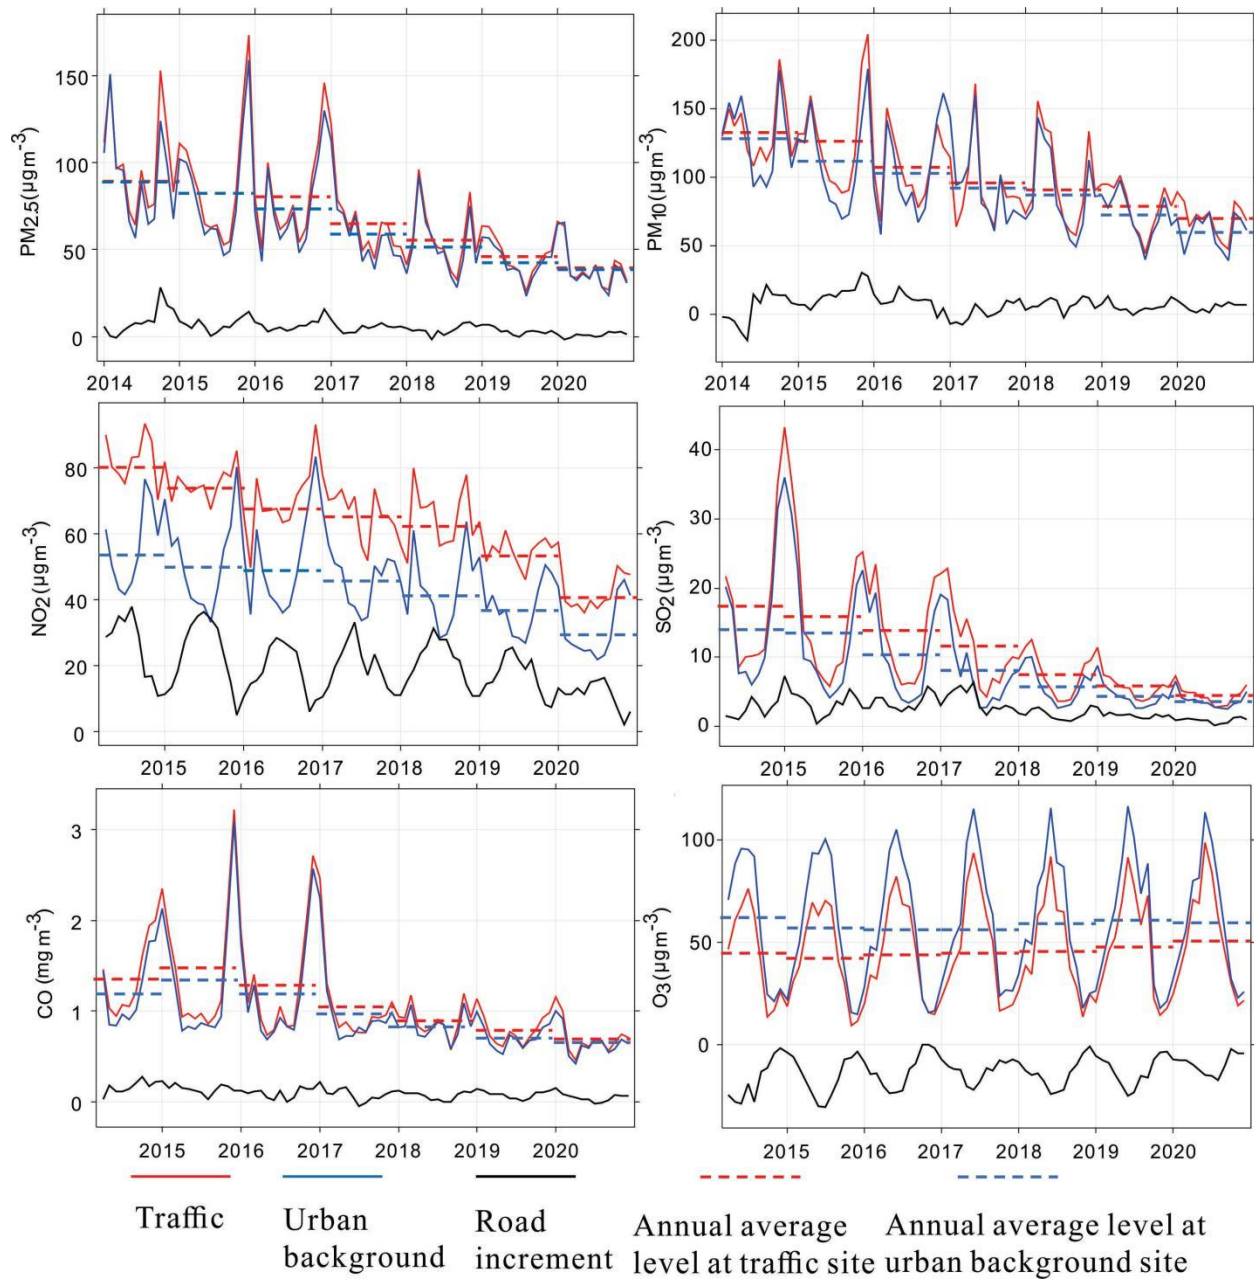 PM2.5(µgm-3)
150
100
50
0
2014 2015 2016 2017 2018 2019 2020
PM10(µgm-3)
200
150
100
50
0
2014 2015 2016 2017 2018 2019 2020
NO2(µgm-3)
80
60
40
20
0
2015 2016 2017 2018 2019 2020
SO2(µgm-3)
40
30
20
10
0
2015 2016 2017 2018 2019 2020
CO (mg m-3)
3
2
1
0
2015 2016 2017 2018 2019 2020
O3(µgm-3)
100
50
0
2015 2016 2017 2018 2019 2020
Traffic
Urban
background
Road
increment
Annual average
level at traffic site
Annual average level at
urban background site